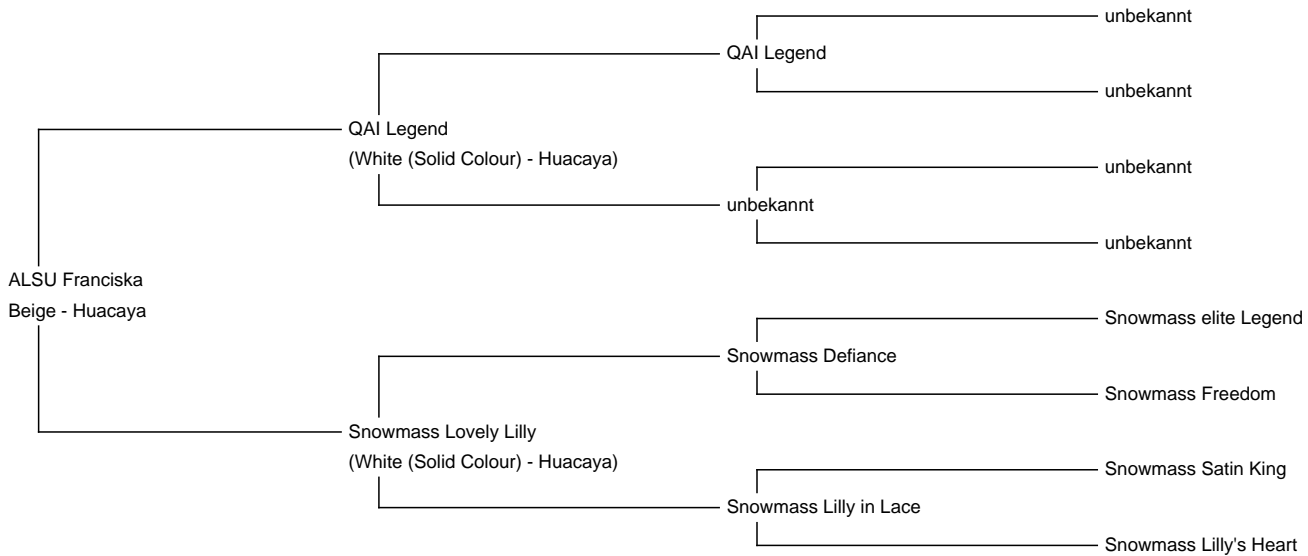 unbekannt
QAI Legend
unbekannt
QAI Legend
(White (Solid Colour) - Huacaya)
unbekannt
unbekannt
unbekannt
ALSU Franciska
Beige - Huacaya
Snowmass elite Legend
Snowmass Defiance
Snowmass Freedom
Snowmass Lovely Lilly
(White (Solid Colour) - Huacaya)
Snowmass Satin King
Snowmass Lilly in Lace
Snowmass Lilly's Heart